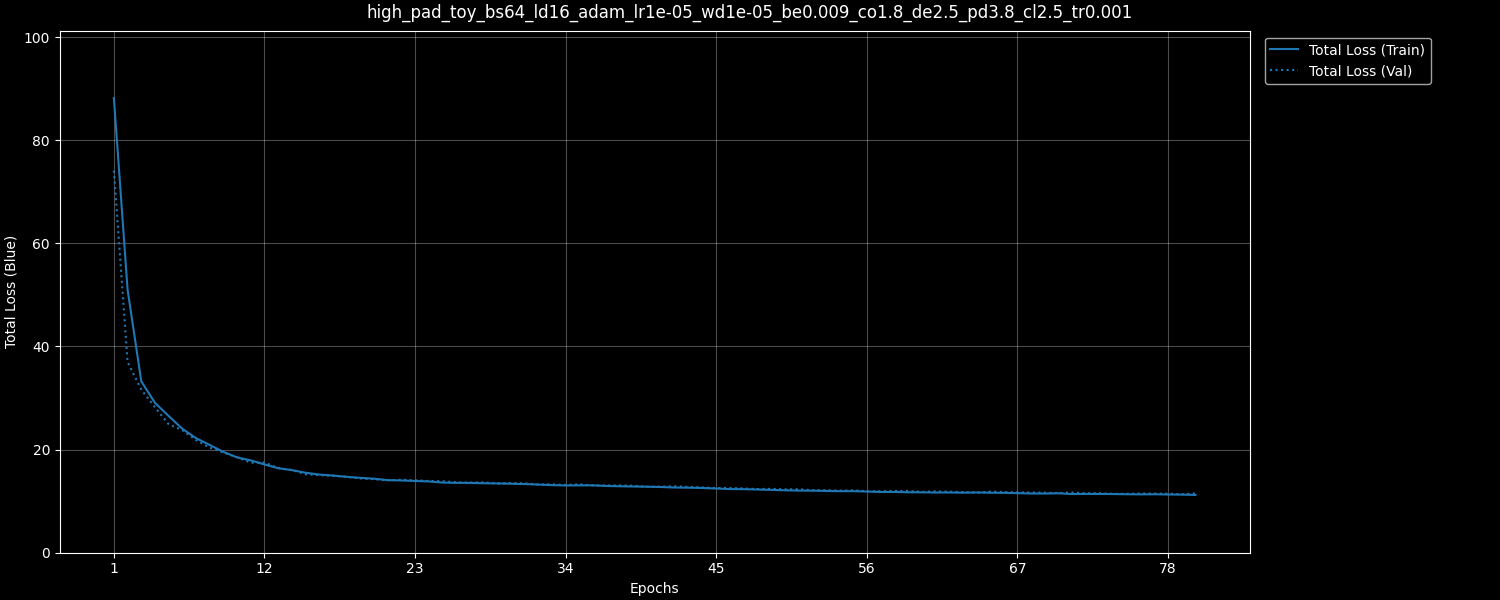 high_pad_toy_bs64_ld16_adam_lr1e-05_wd1e-05_be0.009_co1.8_de2.5_pd3.8_cl2.5_tr0.001
100
80
60
40
20
0
Total Loss (Blue)
1 12 23 34 45 56 67 78
Epochs
Total Loss (Train)
Total Loss (Val)